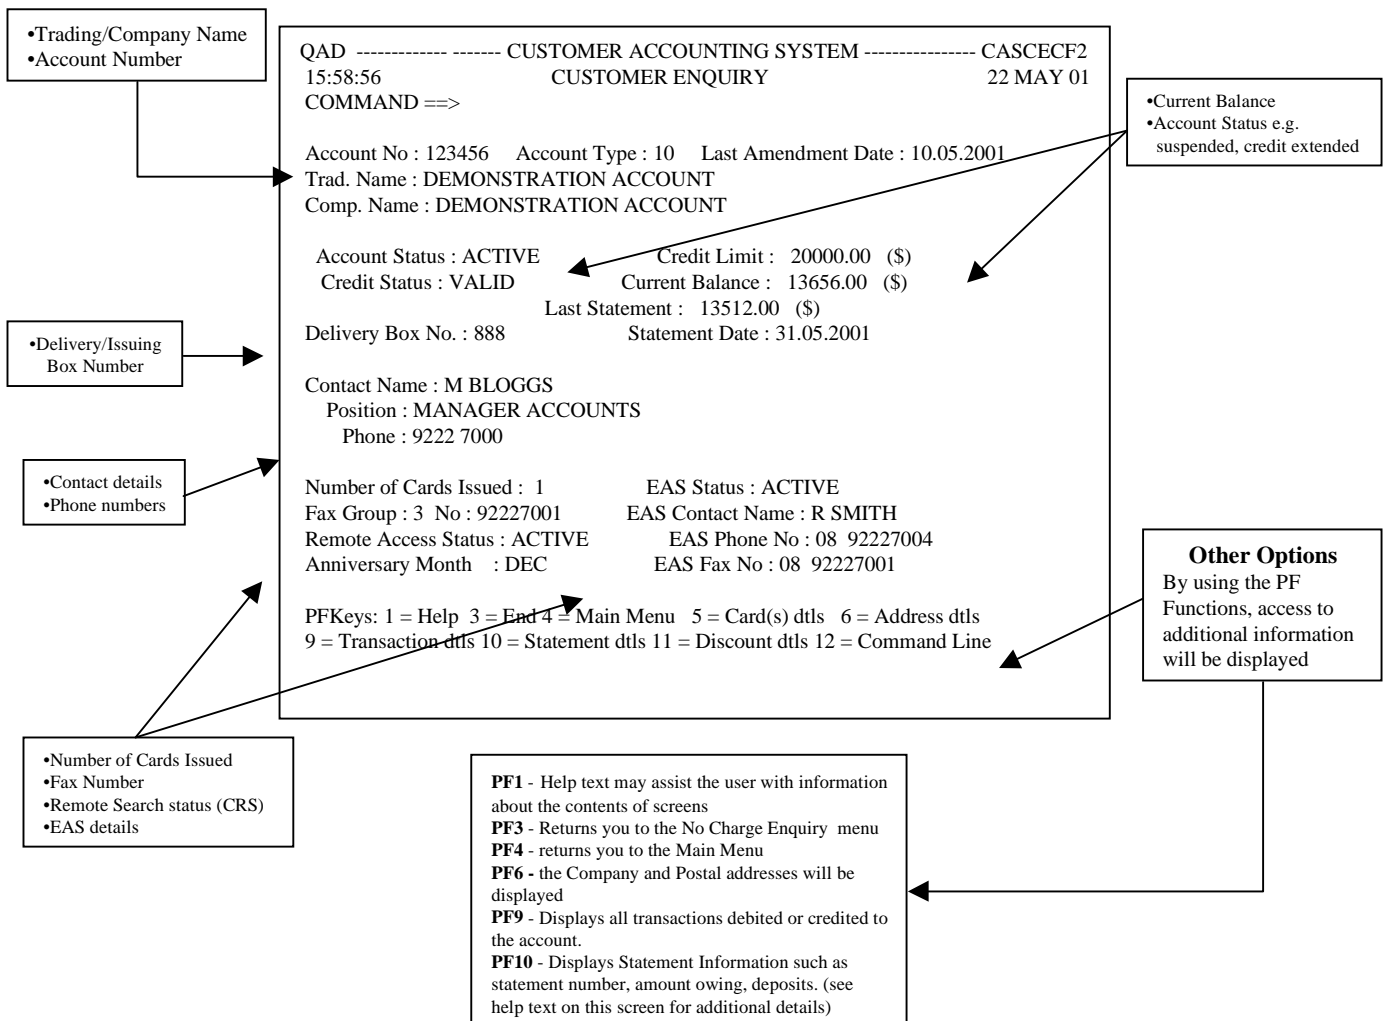 •Trading/Company Name
•Account Number
QAD ------------- ------- CUSTOMER ACCOUNTING SYSTEM ---------------- CASCECF2
15:58:56 CUSTOMER ENQUIRY 22 MAY 01
COMMAND ==>
•Current Balance
•Account Status e.g.
suspended, credit extended
Account No : 123456 Account Type : 10 Last Amendment Date : 10.05.2001
Trad. Name : DEMONSTRATION ACCOUNT
Comp. Name : DEMONSTRATION ACCOUNT
Account Status : ACTIVE Credit Limit : 20000.00 ($)
Credit Status : VALID Current Balance : 13656.00 ($)
Last Statement : 13512.00 ($)
Delivery Box No. : 888 Statement Date : 31.05.2001
•Delivery/Issuing
Box Number
Contact Name : M BLOGGS
Position : MANAGER ACCOUNTS
Phone : 9222 7000
•Contact details
•Phone numbers
Number of Cards Issued : 1 EAS Status : ACTIVE
Fax Group : 3 No : 92227001 EAS Contact Name : R SMITH
Remote Access Status : ACTIVE EAS Phone No : 08 92227004
Anniversary Month : DEC EAS Fax No : 08 92227001
PFKeys: 1 = Help 3 = End 4 = Main Menu 5 = Card(s) dtls 6 = Address dtls
9 = Transaction dtls 10 = Statement dtls 11 = Discount dtls 12 = Command Line
Other Options
By using the PF
Functions, access to
additional information
will be displayed
•Number of Cards Issued
•Fax Number
•Remote Search status (CRS)
•EAS details
PF1 - Help text may assist the user with information
about the contents of screens
PF3 - Returns you to the No Charge Enquiry menu
PF4 - returns you to the Main Menu
PF6 - the Company and Postal addresses will be
displayed
PF9 - Displays all transactions debited or credited to
the account.
PF10 - Displays Statement Information such as
statement number, amount owing, deposits. (see
help text on this screen for additional details)